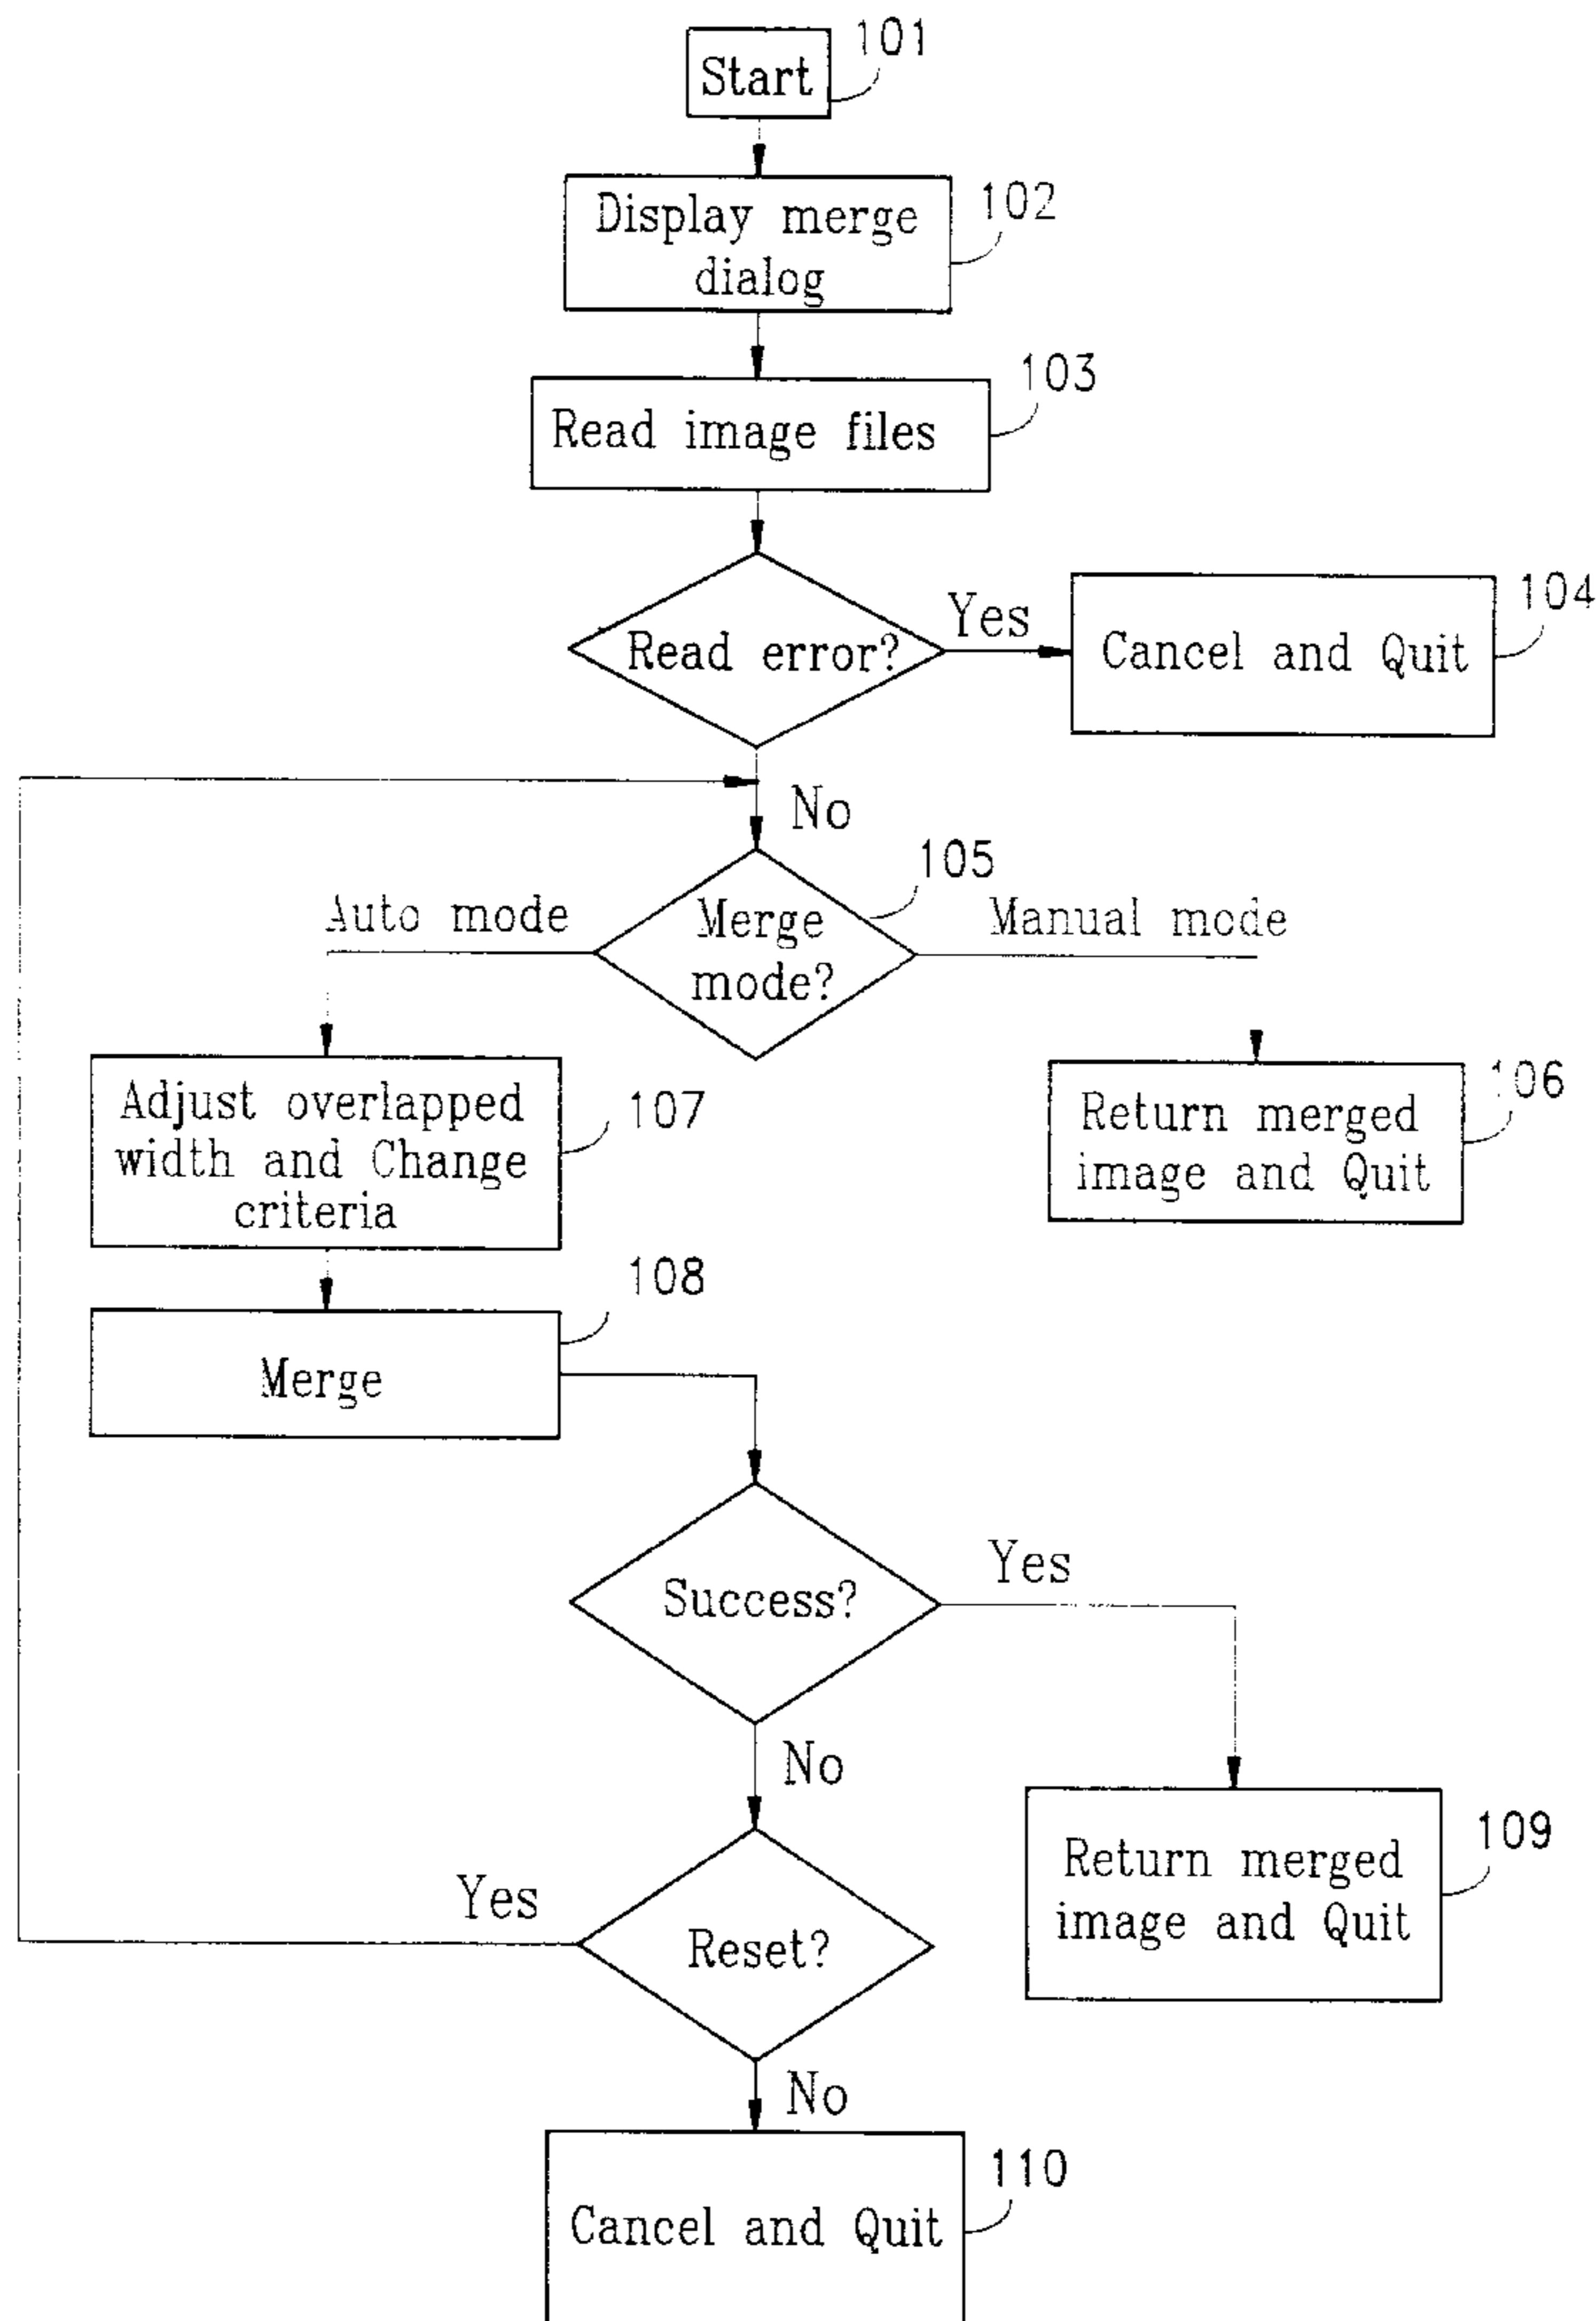 Start
101
Display merge
dialog
102
Read image files
103
Read error?
Yes
Cancel and Quit
104
No
Merge
mode?
105
Auto mode
Manual mode
Adjust overlapped
width and Change
criteria
107
Return merged
image and Quit
106
Merge
108
Success?
Yes
No
Return merged
image and Quit
109
Reset?
Yes
No
Cancel and Quit
110